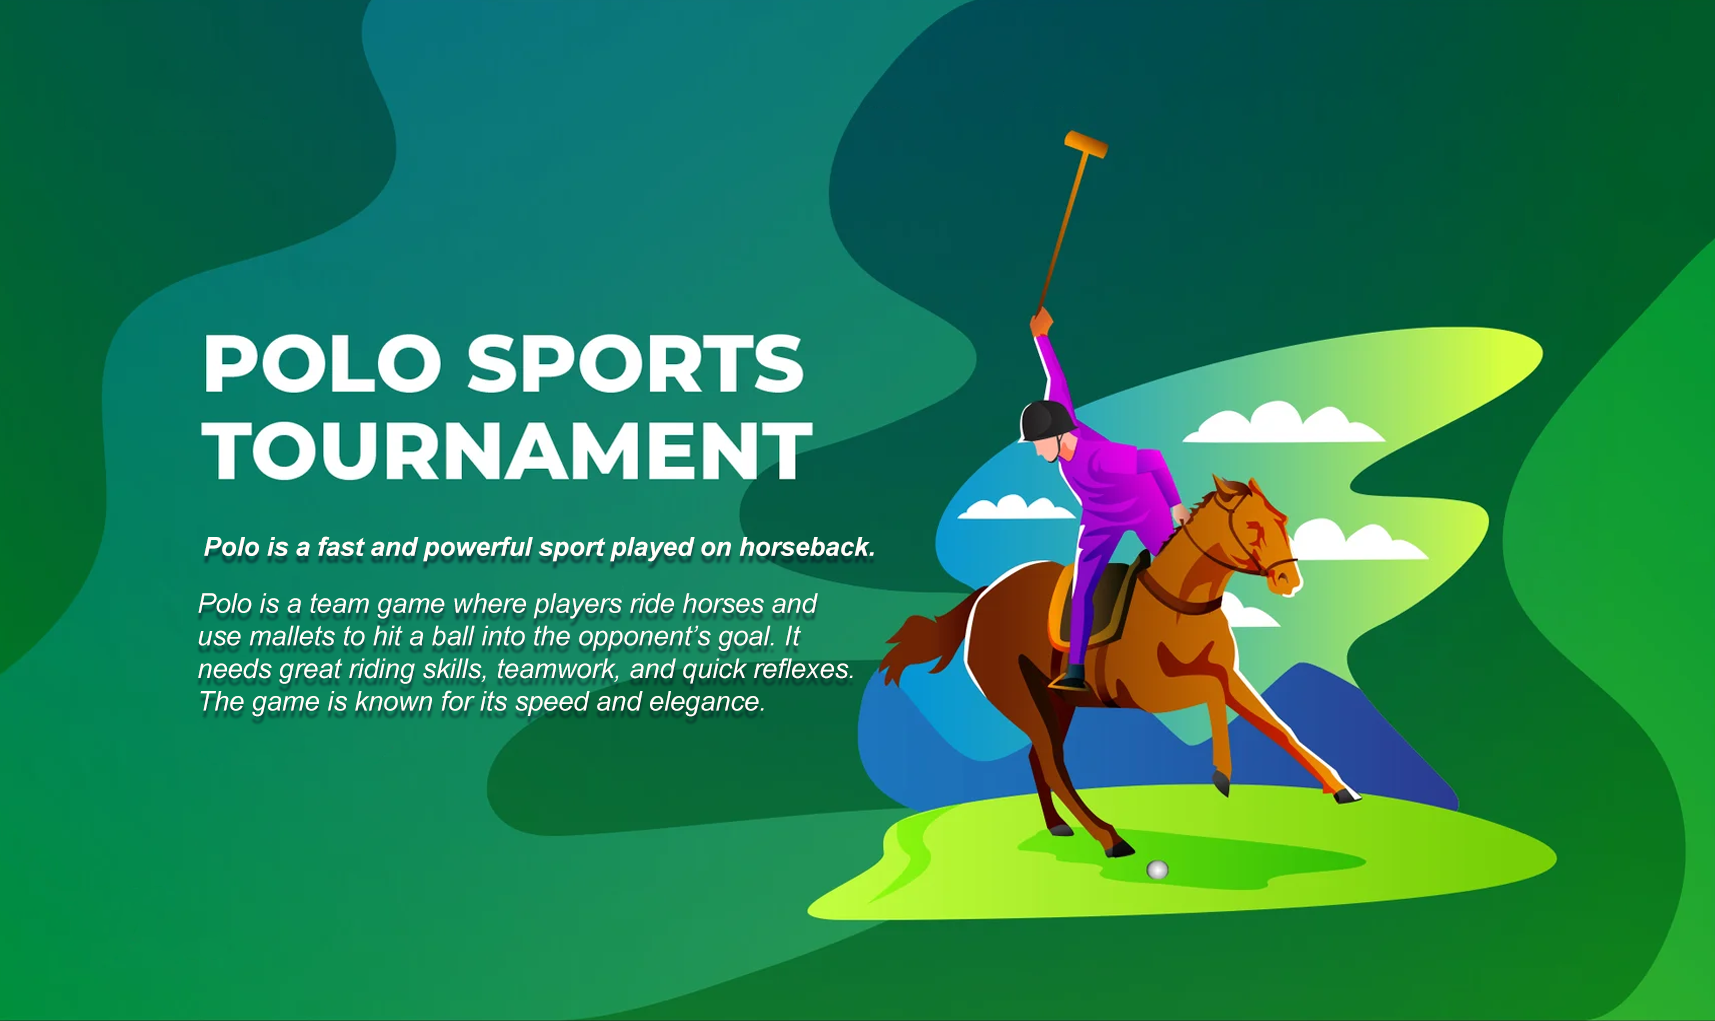 POLO SPORTS
TOURNAMENT
Polo is a fast and powerful sport played on horseback.
Polo is a team game where players ride horses and
use mallets to hit a ball into the opponent’s goal. It
needs great riding skills, teamwork, and quick reflexes.
The game is known for its speed and elegance.